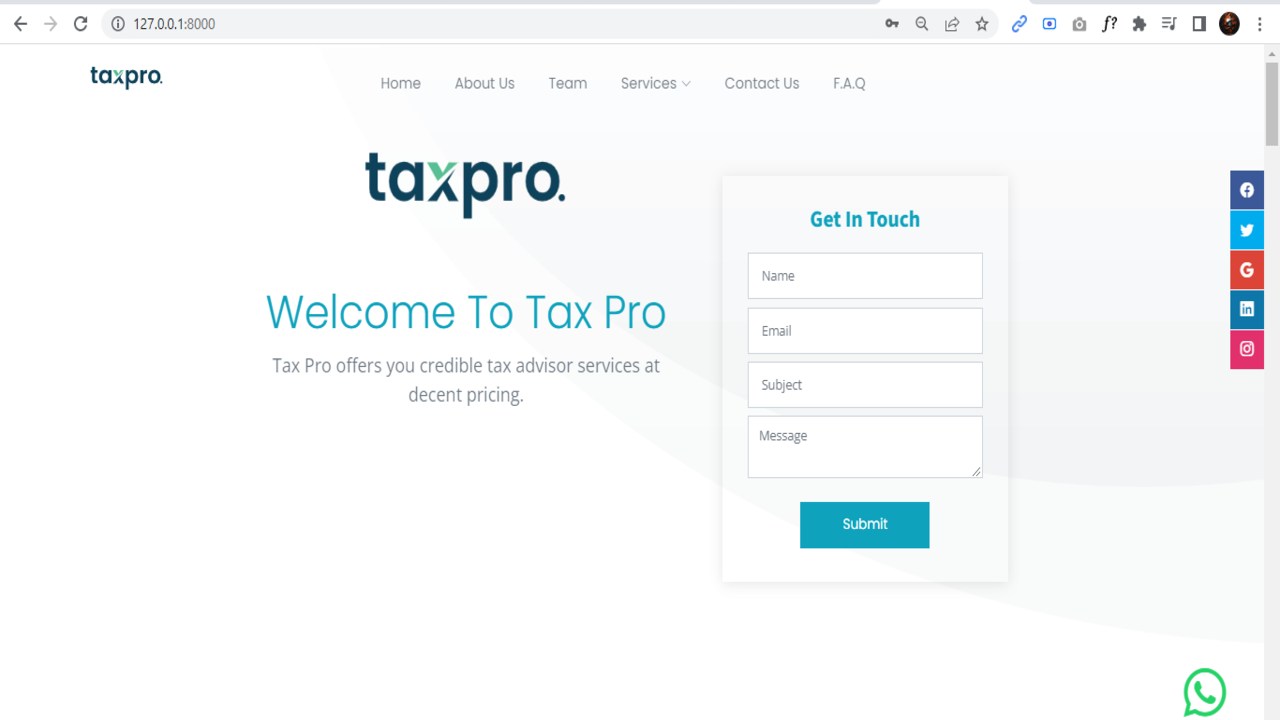 127.0.0.1:8000
f?
taxpro.
Home About Us Team Services Contact Us F.A.Q
taxpro.
Welcome To Tax Pro
Tax Pro offers you credible tax advisor services at
decent pricing.
Get In Touch
Name
Email
Subject
Message
Submit